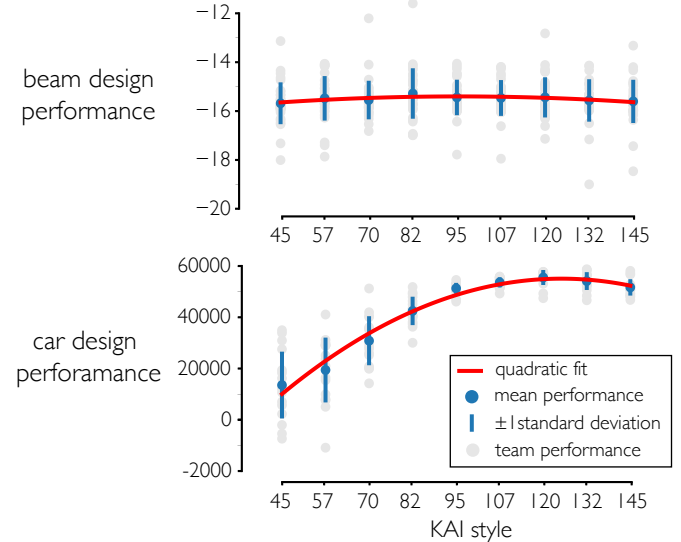 beam design
performance
−12
−14
−16
−18
−20
45 57 70 82 95 107 120 132 145
car design
perforamance
60000
40000
20000
0
-2000
quadratic fit
mean performance
±1standard deviation
team performance
45 57 70 82 95 107 120 132 145
KAI style